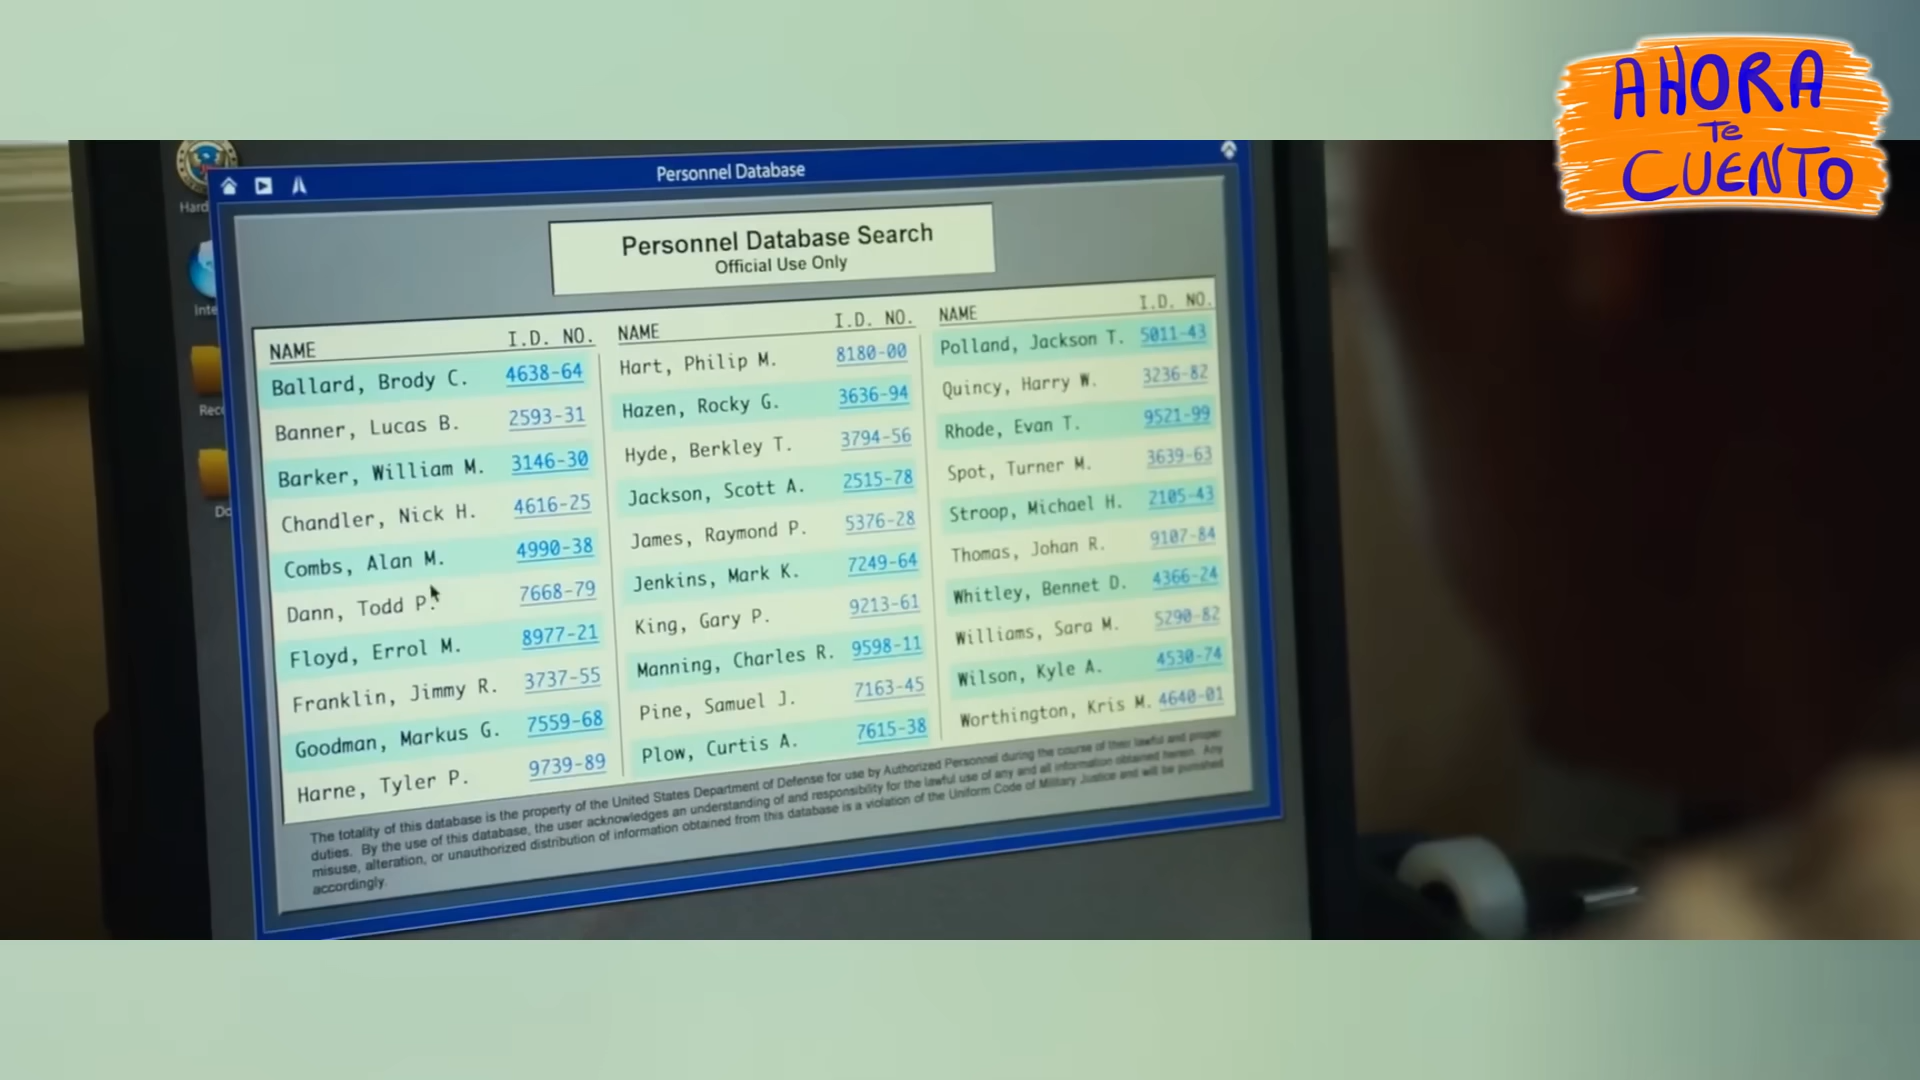 AHORA
TE
CUENTO
Personnel Database
Personnel Database Search
Official Use Only
NAME I.D. NO.
Ballard, Brody C. 4638-64
Banner, Lucas B. 2593-31
Barker, William M. 3146-30
Chandler, Nick H. 4616-25
Combs, Alan M. 4990-38
Dann, Todd P. 7668-79
Floyd, Errol M. 8977-21
Franklin, Jimmy R. 3737-55
Goodman, Markus G. 7559-68
Harne, Tyler P. 9739-89
NAME I.D. NO.
Hart, Philip M. 8180-00
Hazen, Rocky G. 3636-94
Hyde, Berkley T. 3794-56
Jackson, Scott A. 2515-78
James, Raymond P. 5376-28
Jenkins, Mark K. 7249-64
King, Gary P. 9213-61
Manning, Charles R. 9598-11
Pine, Samuel J. 7163-45
Plow, Curtis A. 7615-38
NAME I.D. NO.
Polland, Jackson T. 5011-43
Quincy, Harry W. 3236-82
Rhode, Evan T. 9521-99
Spot, Turner M. 3639-63
Stroop, Michael H. 2105-43
Thomas, Johan R. 9107-84
Whitley, Bennet D. 4366-24
Williams, Sara M. 5290-82
Wilson, Kyle A. 4530-74
Worthington, Kris M. 4640-01
The totality of this database is the property of the United States Department of Defense for use by Authorized Personnel during the course of their lawful and proper
duties. By the use of this database, the user acknowledges an understanding of and responsibility for the lawful use of any and all information obtained herein. Any
misuse, alteration, or unauthorized distribution of information obtained from this database is a violation of the Uniform Code of Military Justice and will be punished
accordingly.
Hard
Inte
Rec